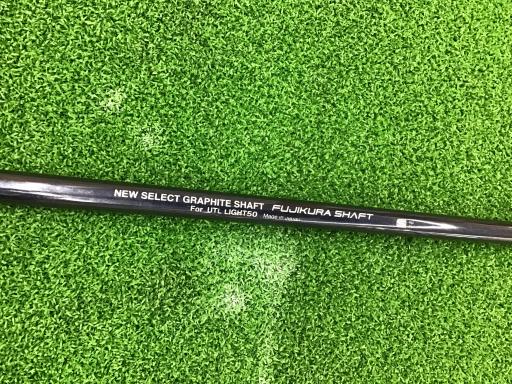 NEW SELECT GRAPHITE SHAFT FUJIKURA SHAFT
For UTL LIGHT50 Made in Japan